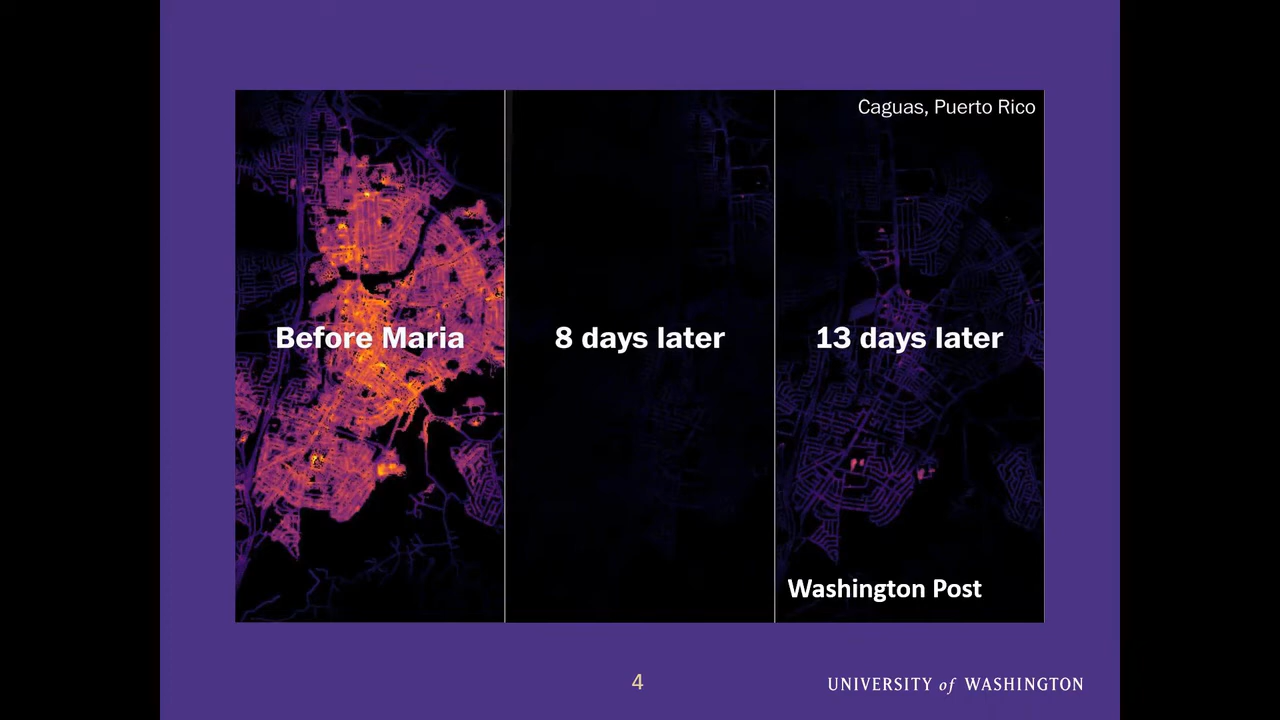 Caguas, Puerto Rico
Before Maria
8 days later
13 days later
Washington Post
4
UNIVERSITY of WASHINGTON